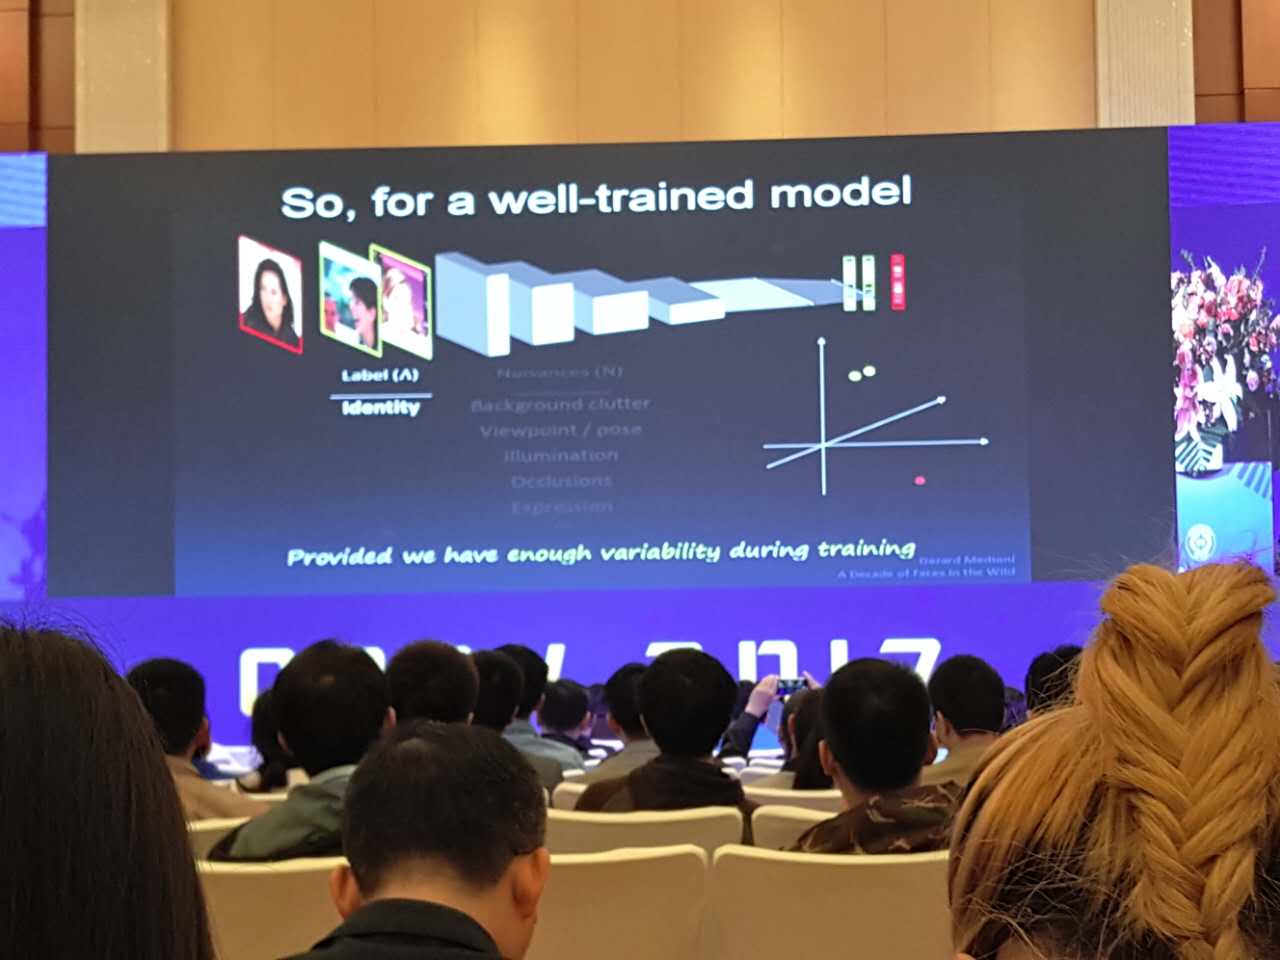 So, for a well-trained model
Label (Λ)
Identity
Nuisances (N)
Background clutter
Viewpoint / pose
Illumination
Occlusions
Expression
Provided we have enough variability during training
Gerard Medioni
A Decade of Faces in the Wild
2017